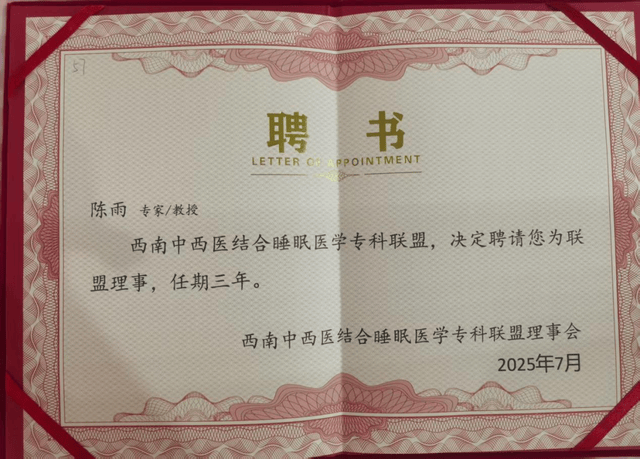 57
聘 书
LETTER OF APPOINTMENT
陈雨 专家/教授
西南中西医结合睡眠医学专科联盟，决定聘请您为联
盟理事，任期三年。
西南中西医结合睡眠医学专科联盟理事会
2025年7月